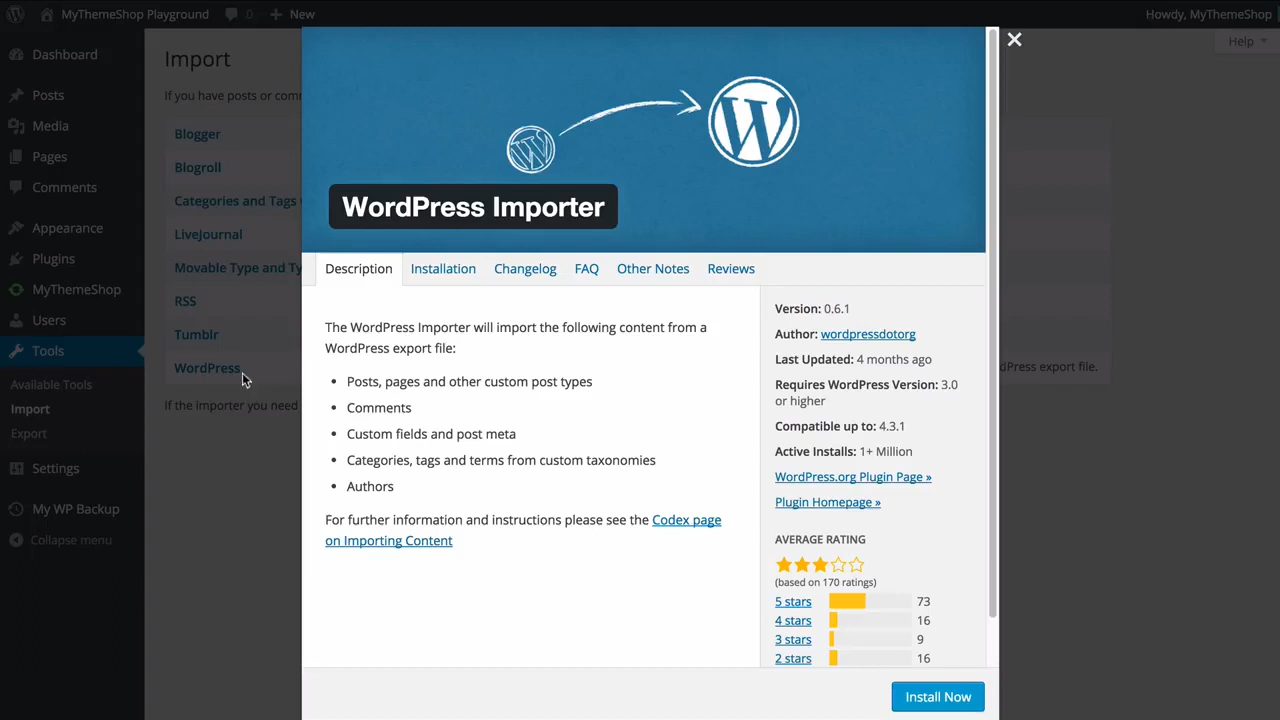 MyThemeShop Playground 0 New Howdy, MyThemeShop
Help
Dashboard
Posts
Media
Pages
Comments
Appearance
Plugins
MyThemeShop
Users
Tools
Available Tools
Import
Export
Settings
My WP Backup
Collapse menu
Import
If you have posts or comm
Blogger
Blogroll
Categories and Tags
LiveJournal
Movable Type and Ty
RSS
Tumblr
WordPress
dPress export file.
If the importer you need
WordPress Importer
Description Installation Changelog FAQ Other Notes Reviews
The WordPress Importer will import the following content from a
WordPress export file:
• Posts, pages and other custom post types
• Comments
• Custom fields and post meta
• Categories, tags and terms from custom taxonomies
• Authors
For further information and instructions please see the Codex page
on Importing Content
Version: 0.6.1
Author: wordpressdotorg
Last Updated: 4 months ago
Requires WordPress Version: 3.0
or higher
Compatible up to: 4.3.1
Active Installs: 1+ Million
WordPress.org Plugin Page »
Plugin Homepage »
AVERAGE RATING
(based on 170 ratings)
5 stars 73
4 stars 16
3 stars 9
2 stars 16
Install Now